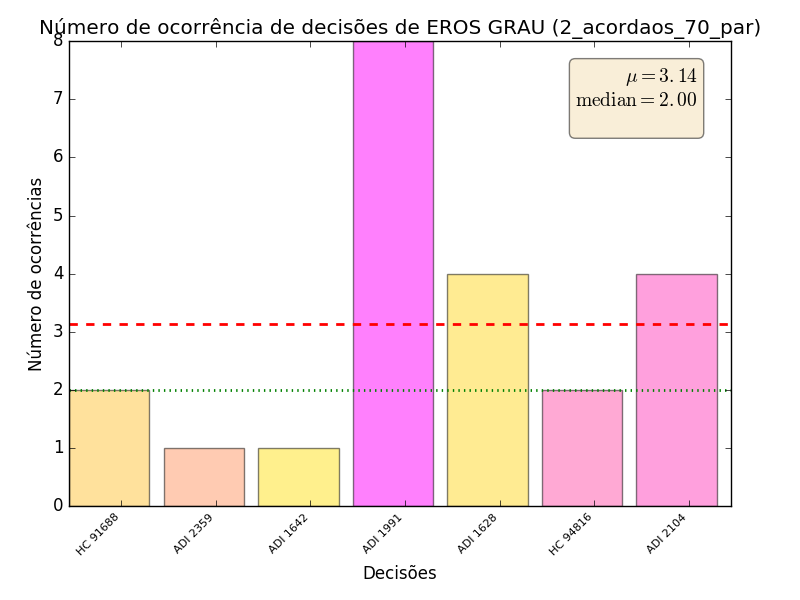 Número de ocorrência de decisões de EROS GRAU (2_acordaos_70_par)
μ = 3.14
median = 2.00
Número de ocorrências
8
7
6
5
4
3
2
1
0
HC 91688
ADI 2359
ADI 1642
ADI 1991
ADI 1628
HC 94816
ADI 2104
Decisões